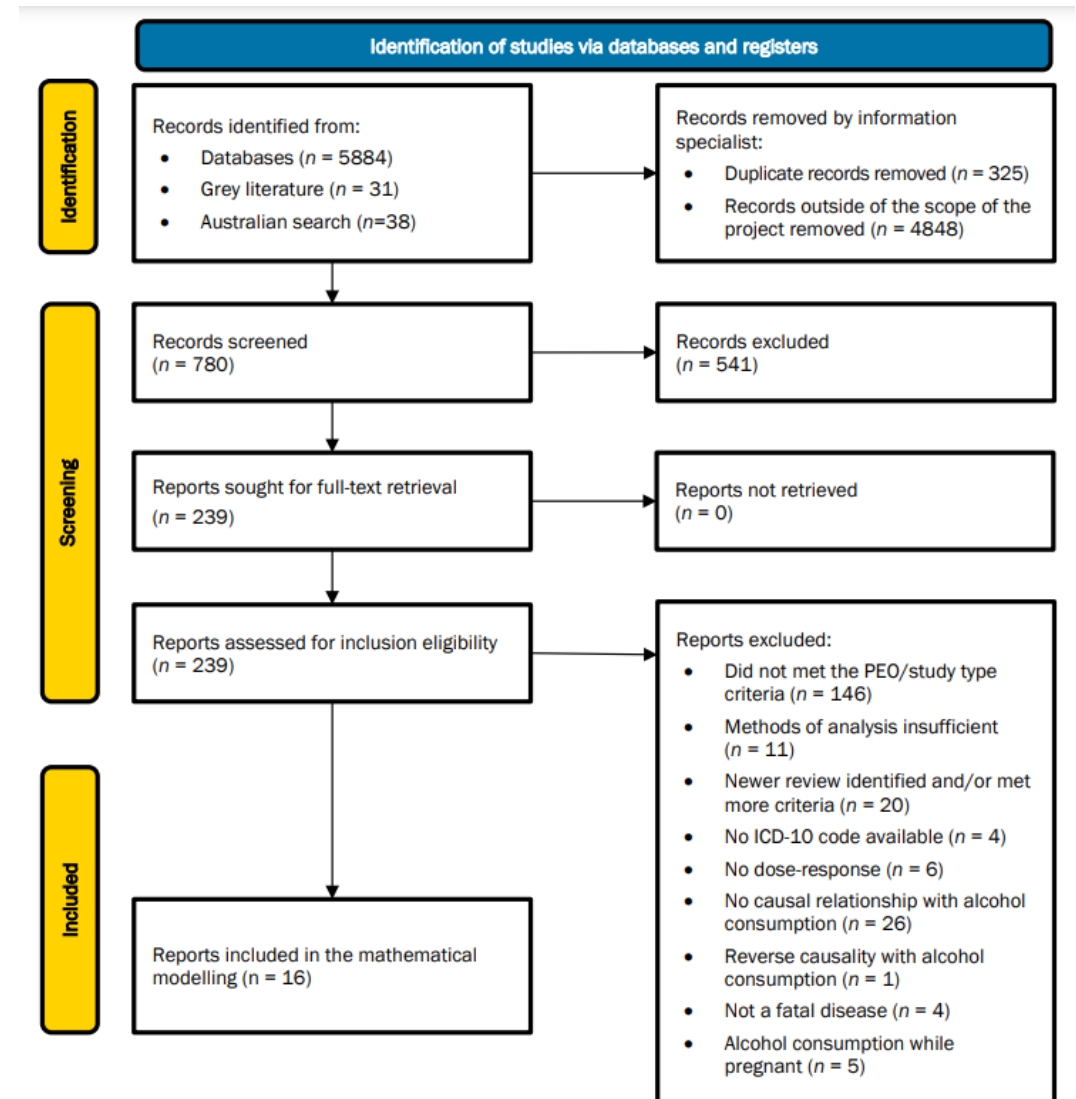 Identification of studies via databases and registers
Identification
Records identified from:
• Databases (n = 5884)
• Grey literature (n = 31)
• Australian search (n=38)
Records removed by information
specialist:
• Duplicate records removed (n = 325)
• Records outside of the scope of the
project removed (n = 4848)
Screening
Records screened
(n = 780)
Records excluded
(n = 541)
Reports sought for full-text retrieval
(n = 239)
Reports not retrieved
(n = 0)
Reports assessed for inclusion eligibility
(n = 239)
Reports excluded:
• Did not met the PEO/study type
criteria (n = 146)
• Methods of analysis insufficient
(n = 11)
• Newer review identified and/or met
more criteria (n = 20)
• No ICD-10 code available (n = 4)
• No dose-response (n = 6)
• No causal relationship with alcohol
consumption (n = 26)
• Reverse causality with alcohol
consumption (n = 1)
• Not a fatal disease (n = 4)
• Alcohol consumption while
pregnant (n = 5)
Included
Reports included in the mathematical
modelling (n = 16)